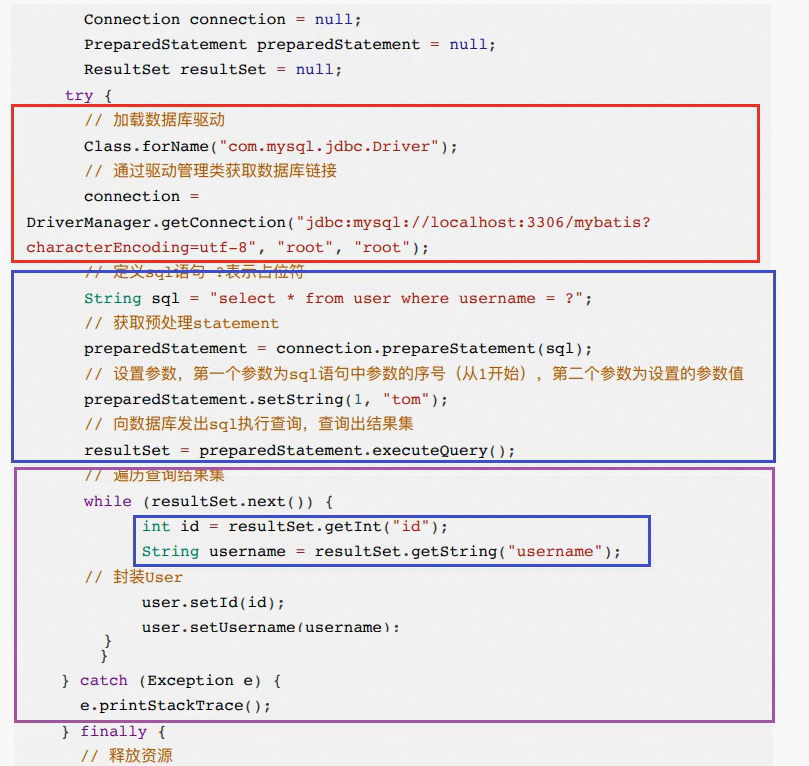 Connection connection = null;
PreparedStatement preparedStatement = null;
ResultSet resultSet = null;
try {
// 加载数据库驱动
Class.forName("com.mysql.jdbc.Driver");
// 通过驱动管理类获取数据库链接
connection =
DriverManager.getConnection("jdbc:mysql://localhost:3306/mybatis?
characterEncoding=utf-8", "root", "root");
// 定义sql语句 ?表示占位符
String sql = "select * from user where username = ?";
// 获取预处理statement
preparedStatement = connection.prepareStatement(sql);
// 设置参数，第一个参数为sql语句中参数的序号（从1开始），第二个参数为设置的参数值
preparedStatement.setString(1, "tom");
// 向数据库发出sql执行查询，查询出结果集
resultSet = preparedStatement.executeQuery();
// 遍历查询结果集
while (resultSet.next()) {
int id = resultSet.getInt("id");
String username = resultSet.getString("username");
// 封装User
user.setId(id);
user.setUsername(username);
}
}
} catch (Exception e) {
e.printStackTrace();
} finally {
// 释放资源